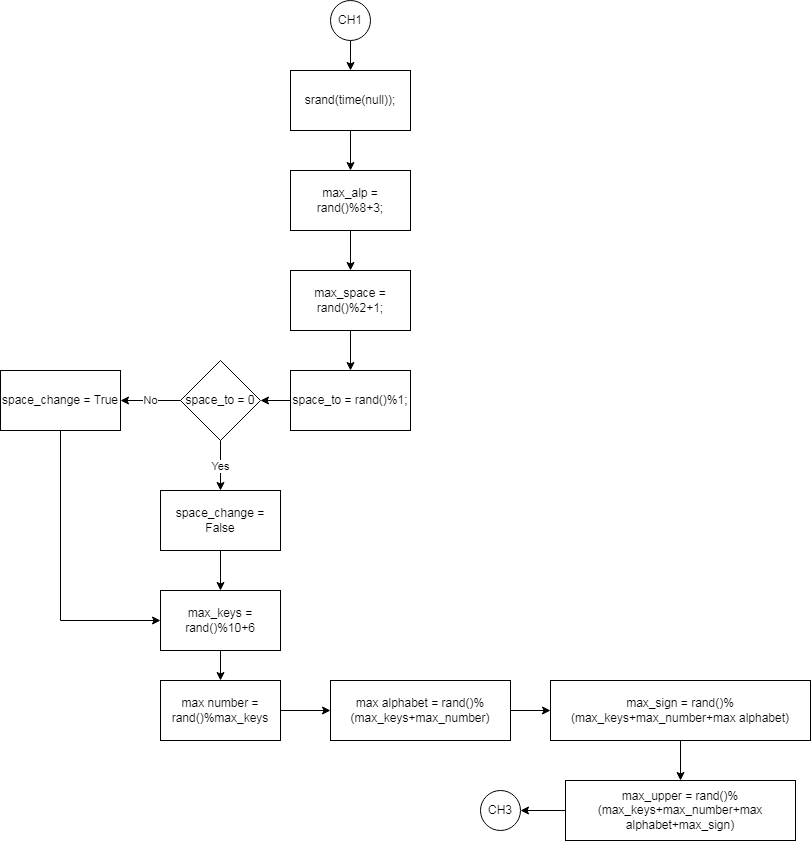 CH1
srand(time(null));
max_alp =
rand()%8+3;
max_space =
rand()%2+1;
space_to = rand()%1;
space_to = 0
No
space_change = True
Yes
space_change =
False
max_keys =
rand()%10+6
max number =
rand()%max_keys
max alphabet = rand()%
(max_keys+max_number)
max_sign = rand()%
(max_keys+max_number+max alphabet)
max_upper = rand()%
(max_keys+max_number+max
alphabet+max_sign)
CH3